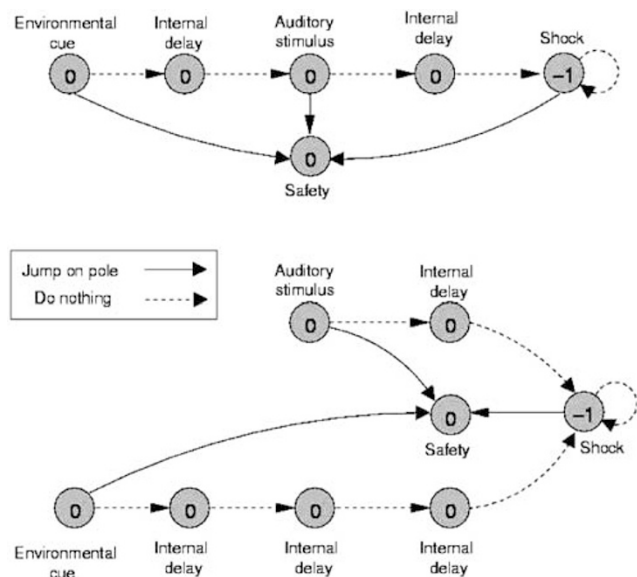 Environmental
cue
Internal
delay
Auditory
stimulus
Internal
delay
Shock
0
0
0
0
-1
0
Safety
Jump on pole
Do nothing
Auditory
stimulus
Internal
delay
0
0
0
-1
Safety
Shock
0
0
0
0
Environmental
cue
Internal
delay
Internal
delay
Internal
delay